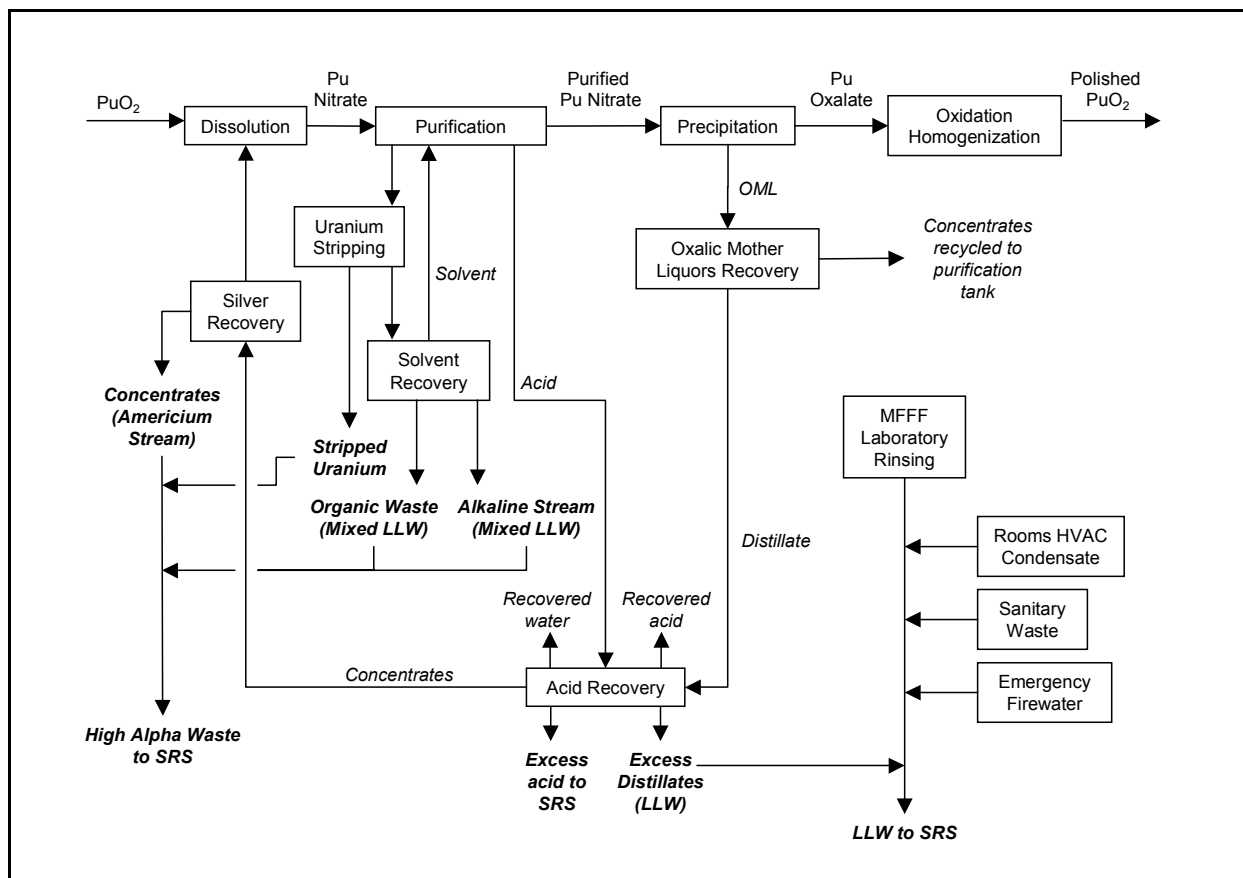 PuO2
Dissolution
Pu
Nitrate
Purification
Purified
Pu Nitrate
Precipitation
Pu
Oxalate
Oxidation
Homogenization
Polished
PuO2
OML
Uranium
Stripping
Solvent
Oxalic Mother
Liquors Recovery
Concentrates
recycled to
purification
tank
Silver
Recovery
Solvent
Recovery
Acid
Concentrates
(Americium
Stream)
Stripped
Uranium
Organic Waste
(Mixed LLW)
Alkaline Stream
(Mixed LLW)
MFFF
Laboratory
Rinsing
Distillate
Rooms HVAC
Condensate
Recovered
water
Recovered
acid
Sanitary
Waste
Concentrates
Acid Recovery
Emergency
Firewater
High Alpha Waste
to SRS
Excess
acid to
SRS
Excess
Distillates
(LLW)
LLW to SRS